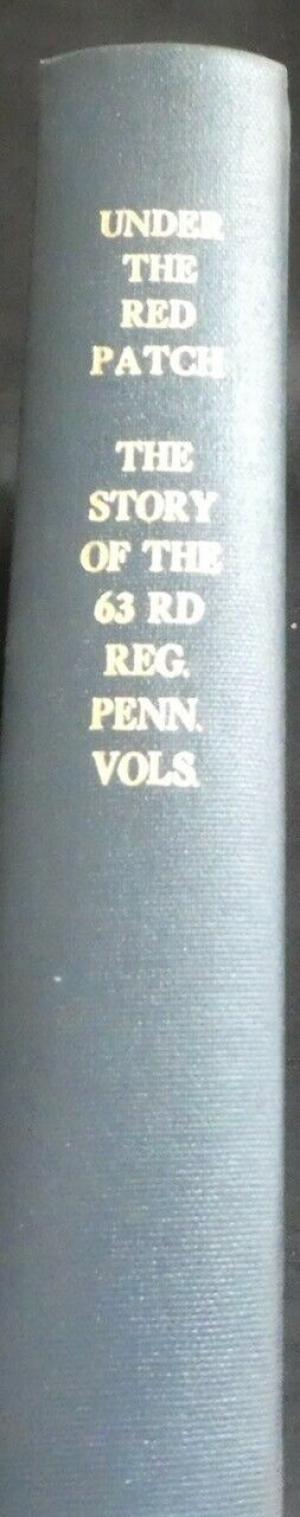 UNDER
THE
RED
PATCH
THE
STORY
OF THE
63 RD
REG.
PENN.
VOLS.